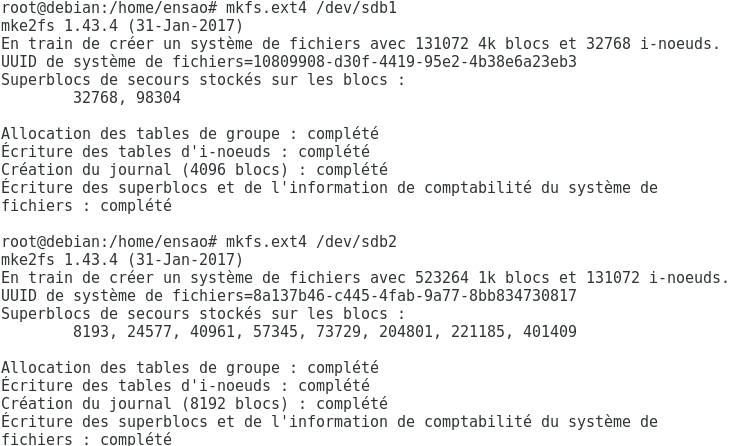 root@debian:/home/ensao# mkfs.ext4 /dev/sdb1
mke2fs 1.43.4 (31-Jan-2017)
En train de créer un système de fichiers avec 131072 4k blocs et 32768 i-noeuds.
UUID de système de fichiers=10809908-d30f-4419-95e2-4b38e6a23eb3
Superblocs de secours stockés sur les blocs :
32768, 98304
Allocation des tables de groupe : complété
Écriture des tables d'i-noeuds : complété
Création du journal (4096 blocs) : complété
Écriture des superblocs et de l'information de comptabilité du système de
fichiers : complété
root@debian:/home/ensao# mkfs.ext4 /dev/sdb2
mke2fs 1.43.4 (31-Jan-2017)
En train de créer un système de fichiers avec 523264 1k blocs et 131072 i-noeuds.
UUID de système de fichiers=8a137b46-c445-4fab-9a77-8bb834730817
Superblocs de secours stockés sur les blocs :
8193, 24577, 40961, 57345, 73729, 204801, 221185, 401409
Allocation des tables de groupe : complété
Écriture des tables d'i-noeuds : complété
Création du journal (8192 blocs) : complété
Écriture des superblocs et de l'information de comptabilité du système de
fichiers : complété